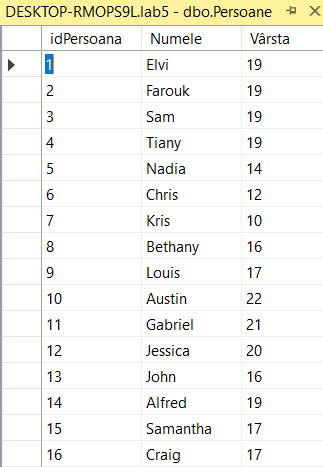 DESKTOP-RMOPS9L.lab5 - dbo.Persoane
idPersoana Numele Vârsta
1 Elvi 19
2 Farouk 19
3 Sam 19
4 Tiany 19
5 Nadia 14
6 Chris 12
7 Kris 10
8 Bethany 16
9 Louis 17
10 Austin 22
11 Gabriel 21
12 Jessica 20
13 John 16
14 Alfred 19
15 Samantha 17
16 Craig 17